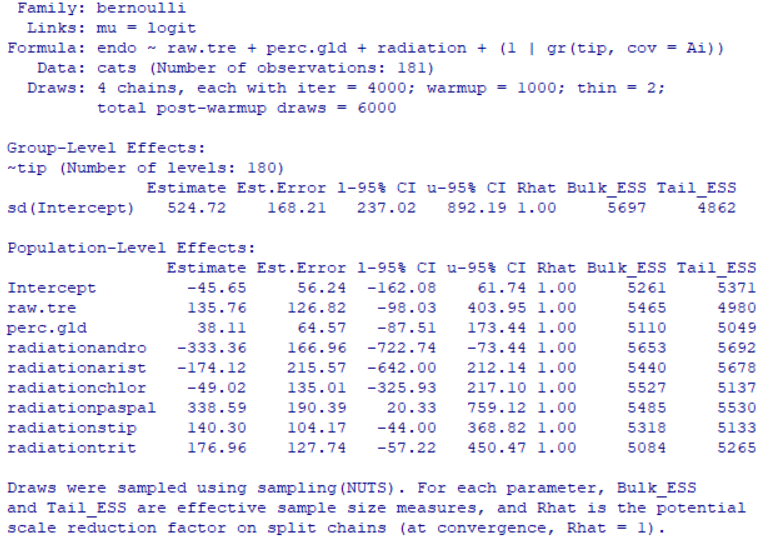 Family: bernoulli
Links: mu = logit
Formula: endo ~ raw.tre + perc.gld + radiation + (1 | gr(tip, cov = Ai))
Data: cats (Number of observations: 181)
Draws: 4 chains, each with iter = 4000; warmup = 1000; thin = 2;
total post-warmup draws = 6000
Group-Level Effects:
~tip (Number of levels: 180)
Estimate Est.Error l-95% CI u-95% CI Rhat Bulk_ESS Tail_ESS
sd(Intercept) 524.72 168.21 237.02 892.19 1.00 5697 4862
Population-Level Effects:
Estimate Est.Error l-95% CI u-95% CI Rhat Bulk_ESS Tail_ESS
Intercept -45.65 56.24 -162.08 61.74 1.00 5261 5371
raw.tre 135.76 126.82 -98.03 403.95 1.00 5465 4980
perc.gld 38.11 64.57 -87.51 173.44 1.00 5110 5049
radiationandro -333.36 166.96 -722.74 -73.44 1.00 5653 5692
radiationarist -174.12 215.57 -642.00 212.14 1.00 5440 5678
radiationchlor -49.02 135.01 -325.93 217.10 1.00 5527 5137
radiationpaspal 338.59 190.39 20.33 759.12 1.00 5485 5530
radiationstip 140.30 104.17 -44.00 368.82 1.00 5318 5133
radiationtrit 176.96 127.74 -57.22 450.47 1.00 5084 5265
Draws were sampled using sampling(NUTS). For each parameter, Bulk_ESS
and Tail_ESS are effective sample size measures, and Rhat is the potential
scale reduction factor on split chains (at convergence, Rhat = 1).